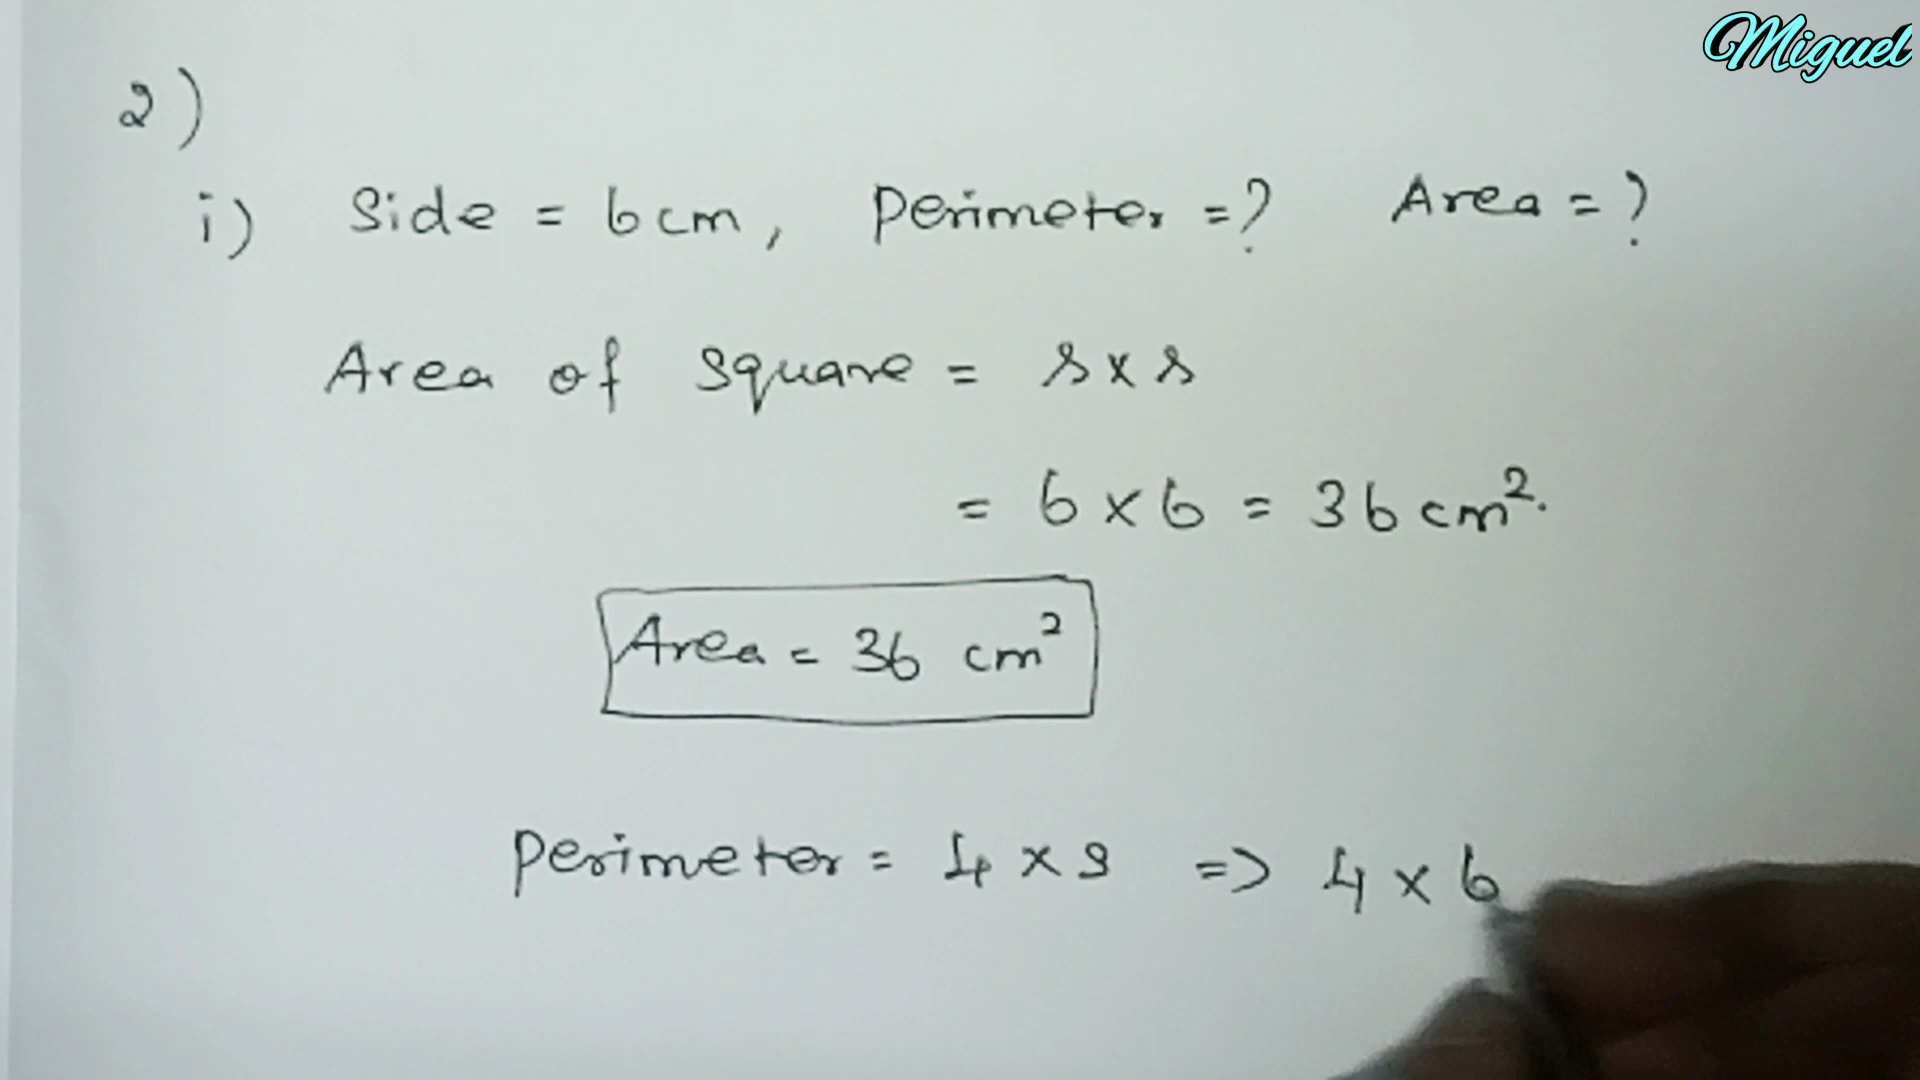 Miguel
2)
i) Side = 6cm, Perimeter =? Area = ?
Area of square = s x s
= 6 x 6 = 36 cm².
Area = 36 cm²
Perimeter = 4 x s => 4 x 6